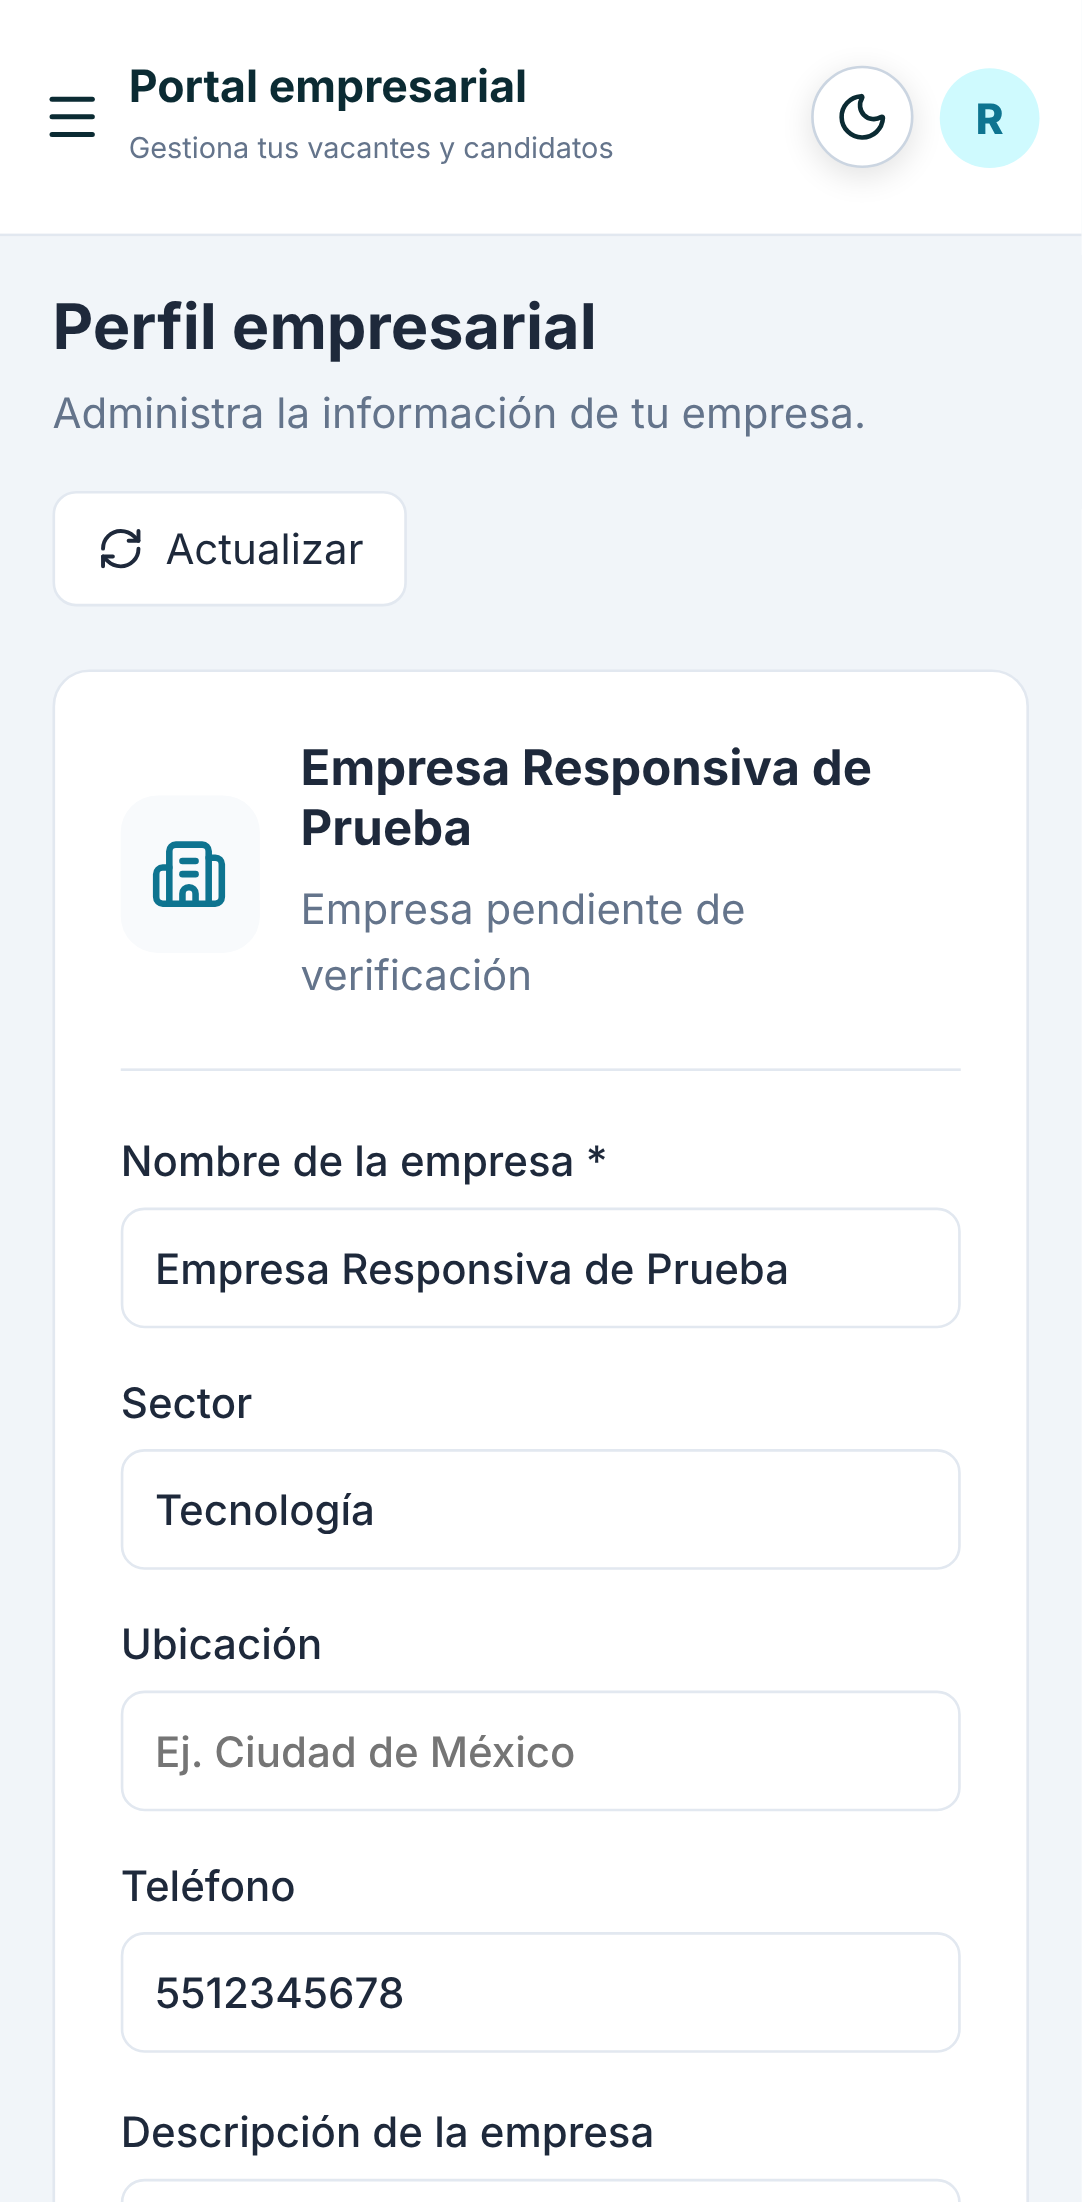 Portal empresarial
Gestiona tus vacantes y candidatos
R
Perfil empresarial
Administra la información de tu empresa.
Actualizar
Empresa Responsiva de
Prueba
Empresa pendiente de
verificación
Nombre de la empresa *
Empresa Responsiva de Prueba
Sector
Tecnología
Ubicación
Ej. Ciudad de México
Teléfono
5512345678
Descripción de la empresa